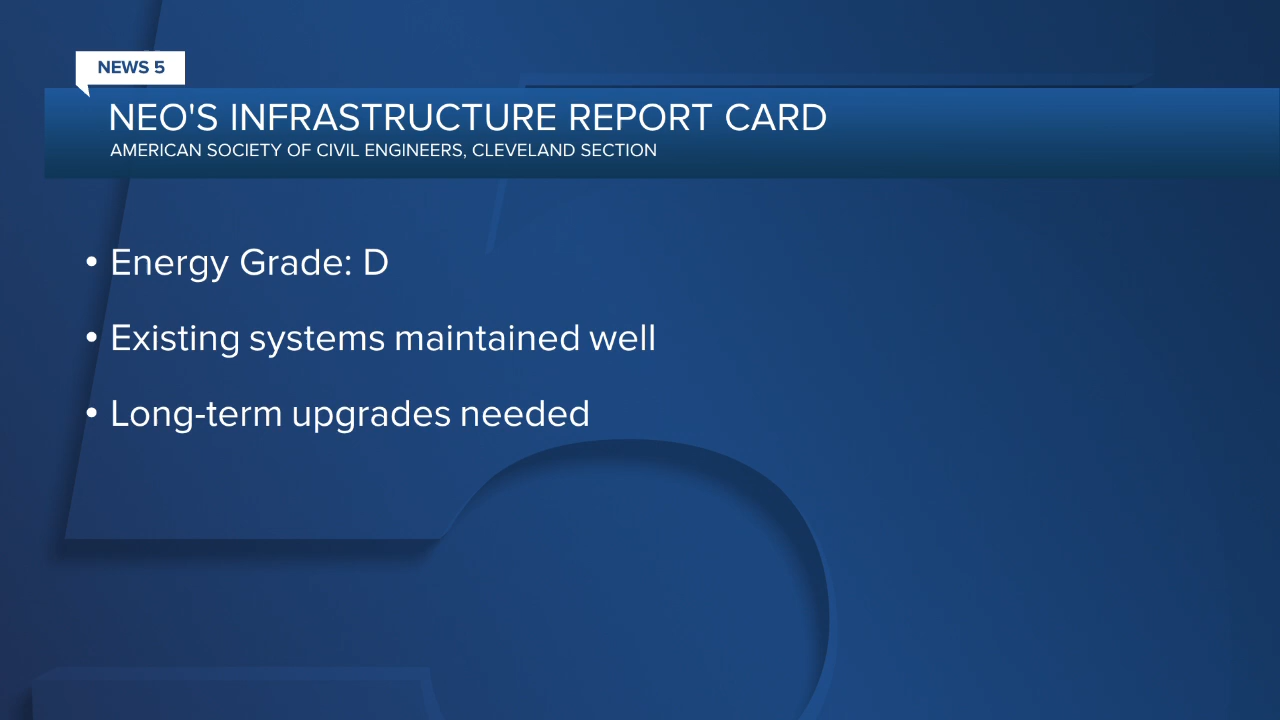 NEWS 5
NEO'S INFRASTRUCTURE REPORT CARD
AMERICAN SOCIETY OF CIVIL ENGINEERS, CLEVELAND SECTION
• Energy Grade: D
• Existing systems maintained well
• Long-term upgrades needed